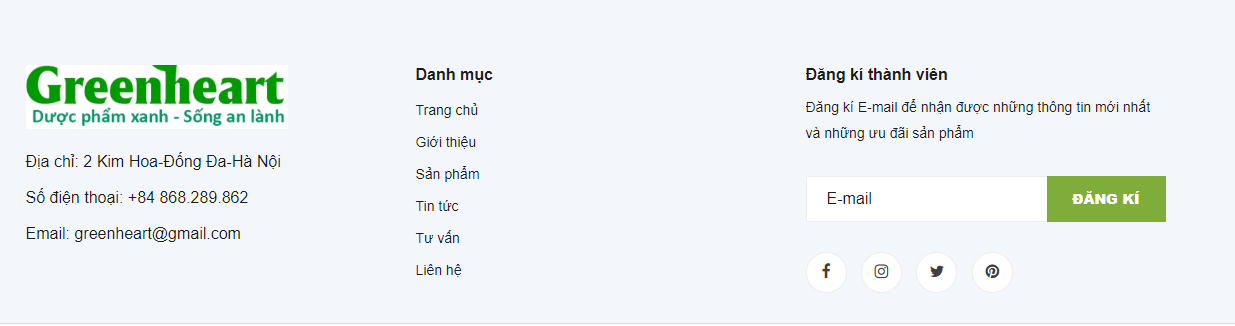 Greenheart
Dược phẩm xanh - Sống an lành
Địa chỉ: 2 Kim Hoa-Đống Đa-Hà Nội
Số điện thoại: +84 868.289.862
Email: greenheart@gmail.com
Danh mục
Trang chủ
Giới thiệu
Sản phẩm
Tin tức
Tư vấn
Liên hệ
Đăng kí thành viên
Đăng kí E-mail để nhận được những thông tin mới nhất
và những ưu đãi sản phẩm
E-mail
ĐĂNG KÍ